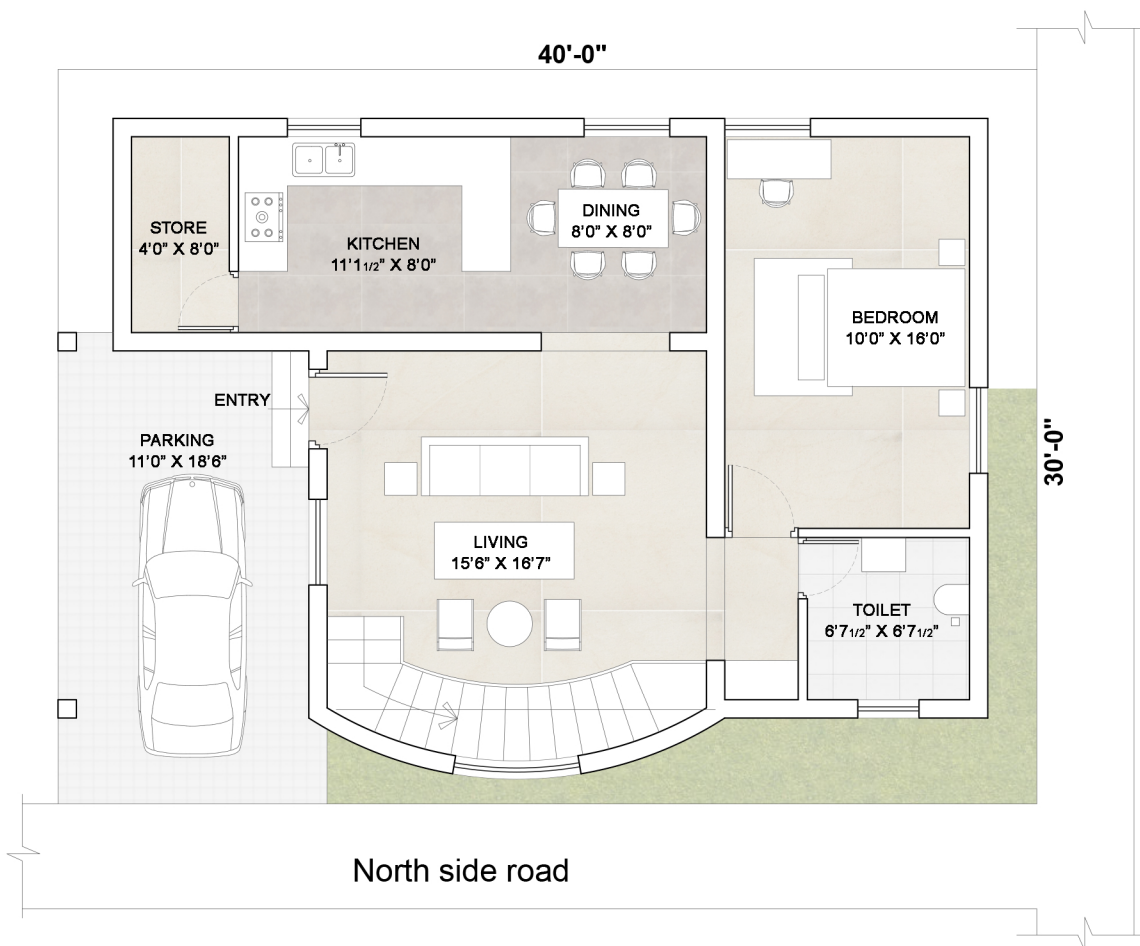 40'-0"
STORE
4'0” X 8'0”
KITCHEN
11'1 1/2” X 8'0”
DINING
8'0” X 8'0”
BEDROOM
10'0” X 16'0”
ENTRY
PARKING
11'0” X 18'6”
LIVING
15'6” X 16'7”
TOILET
6'7 1/2” X 6'7 1/2”
30'-0"
North side road